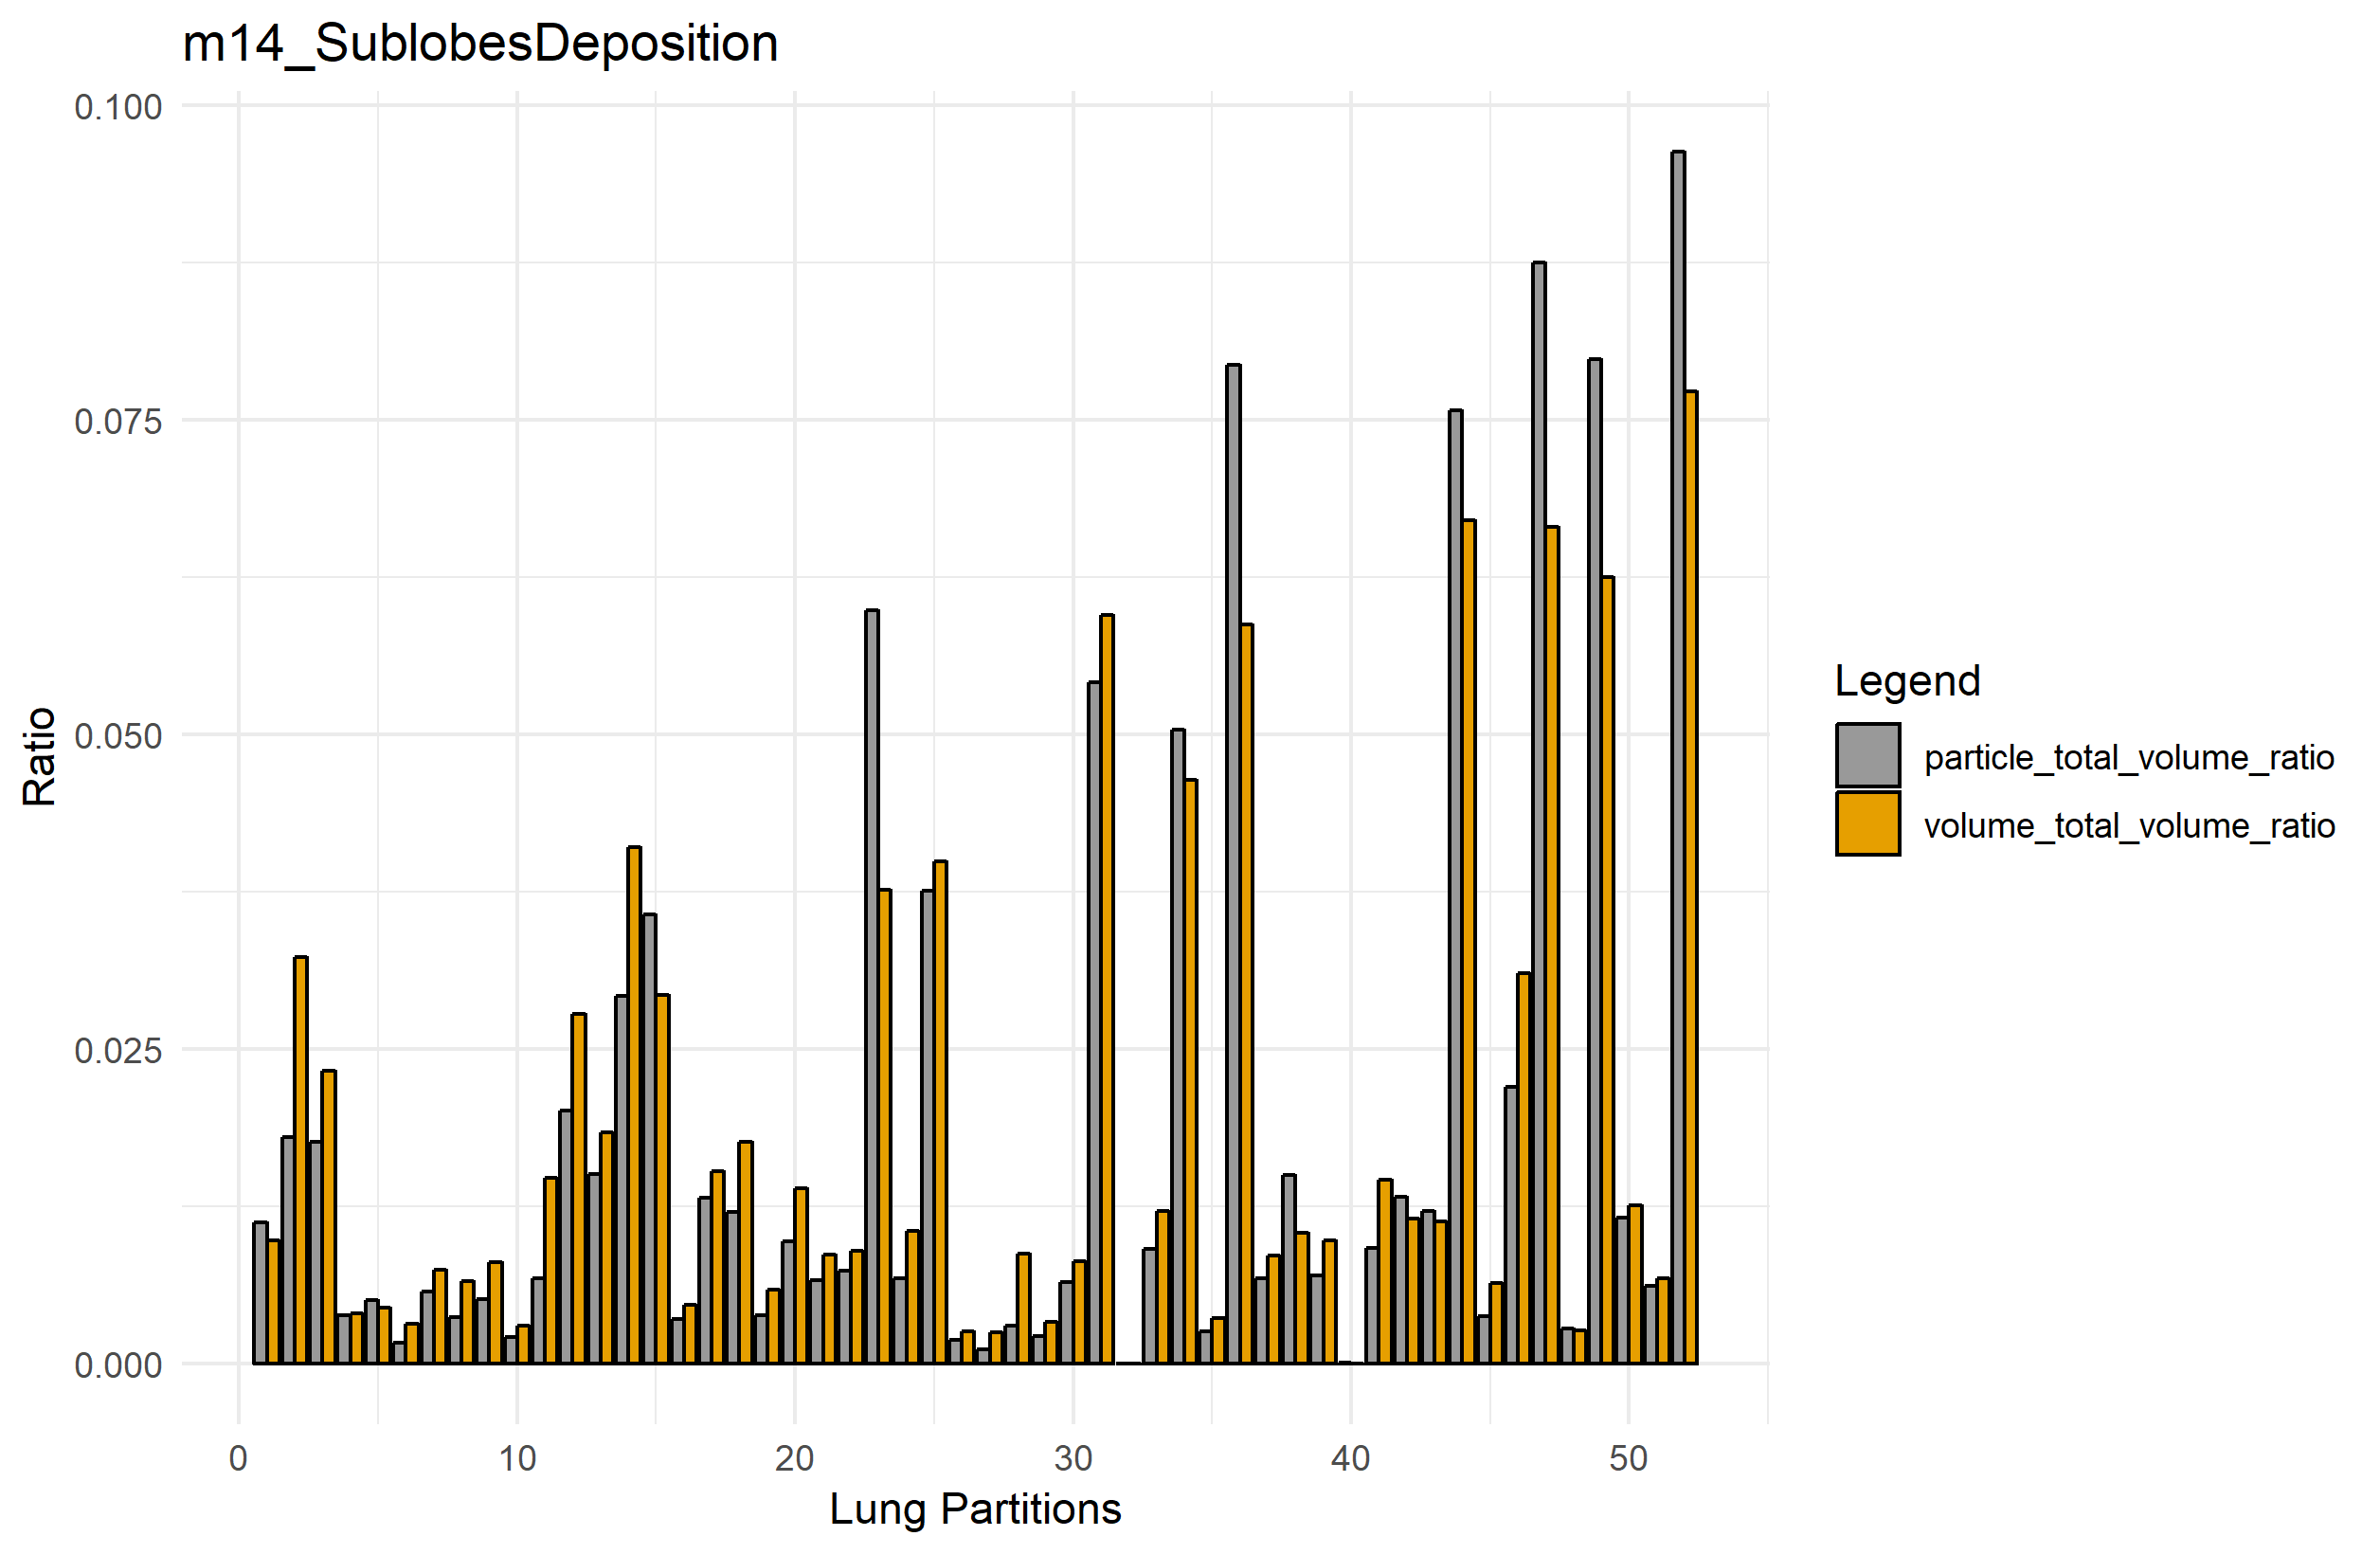 m14_SublobesDeposition
0.100
0.075
0.050
0.025
0.000
Ratio
0 10 20 30 40 50
Lung Partitions
Legend
particle_total_volume_ratio
volume_total_volume_ratio